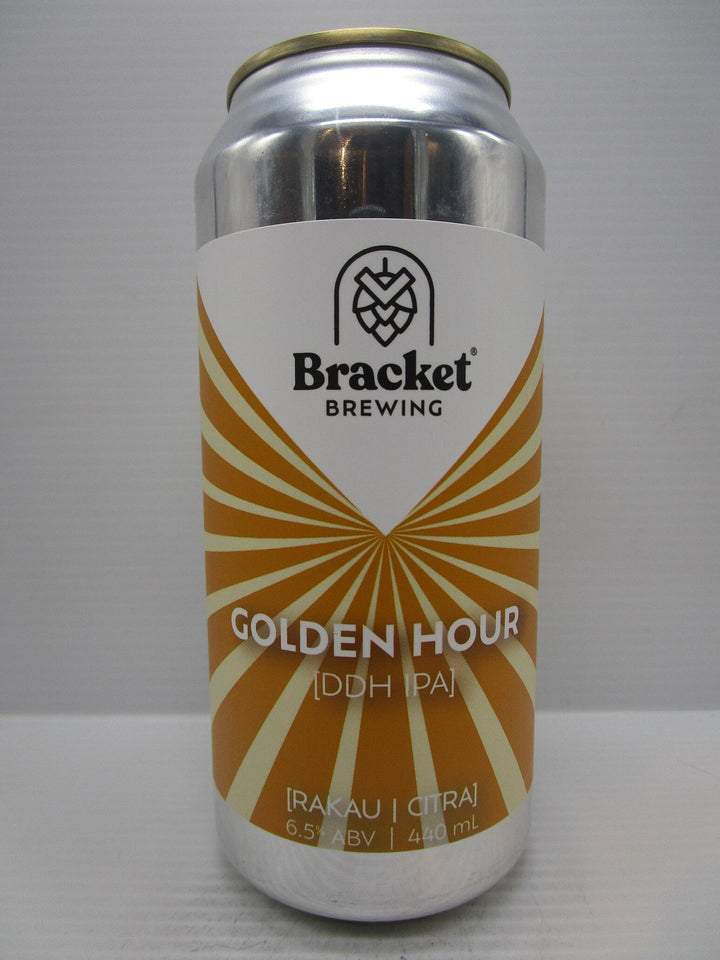 Bracket®
BREWING
GOLDEN HOUR
[DDH IPA]
[RAKAU | CITRA]
6.5% ABV | 440 mL